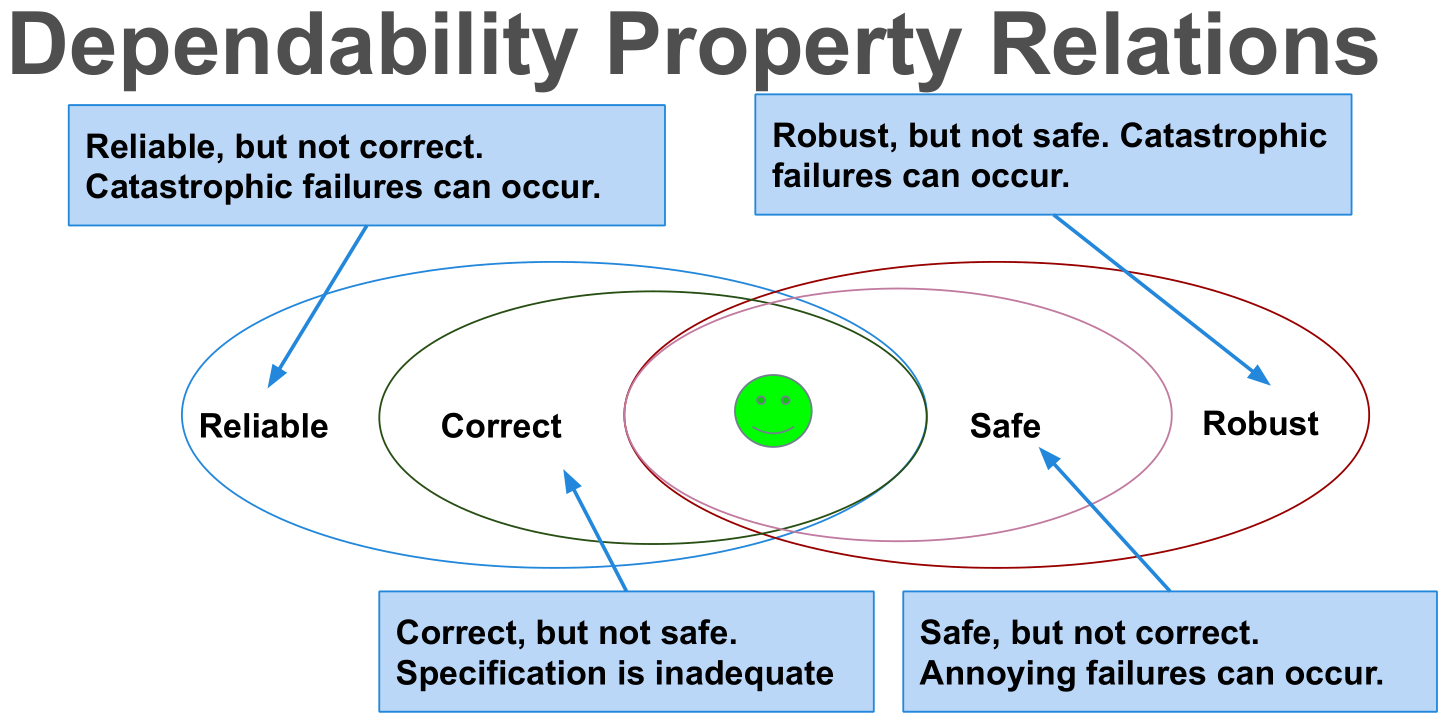 Dependability Property Relations
Reliable, but not correct.
Catastrophic failures can occur.
Robust, but not safe. Catastrophic
failures can occur.
Reliable
Correct
Safe
Robust
Correct, but not safe.
Specification is inadequate
Safe, but not correct.
Annoying failures can occur.